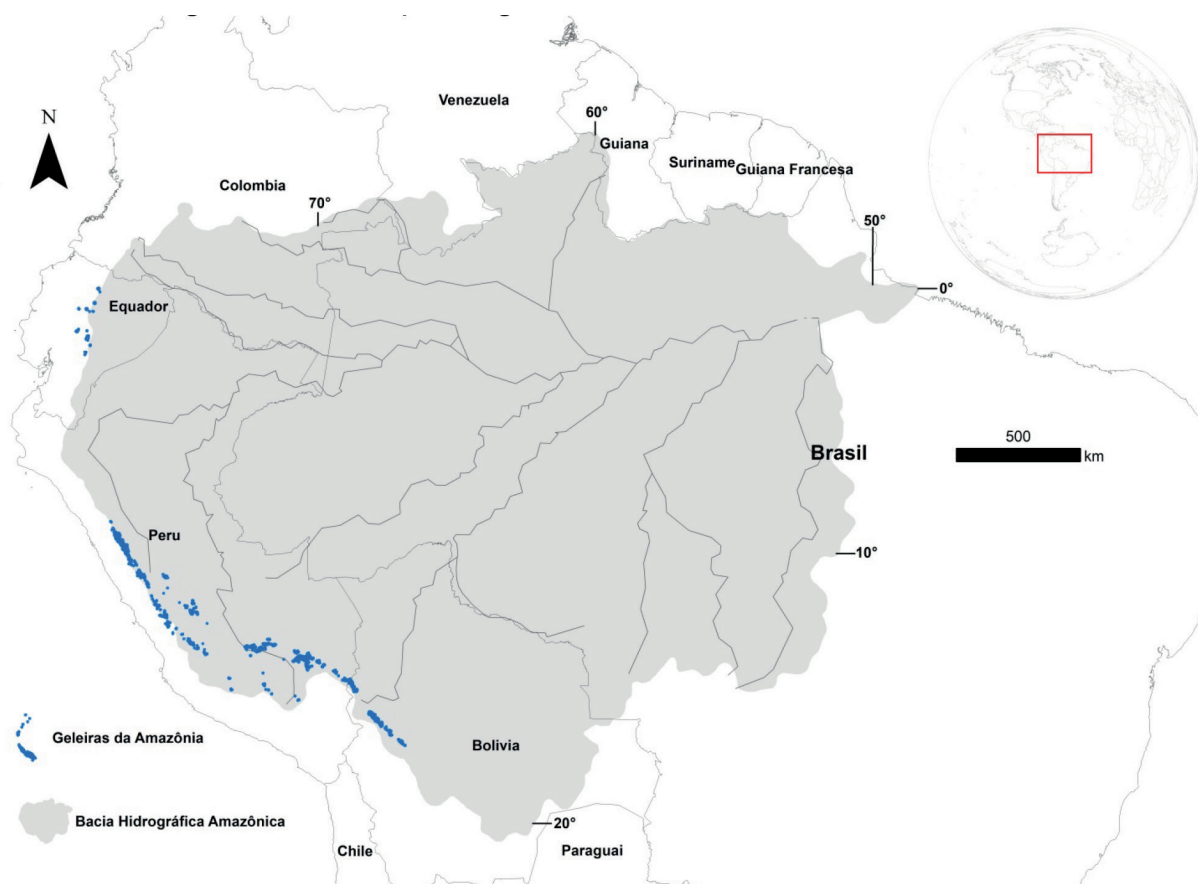 N
Venezuela
60°
Guiana
Suriname
Guiana Francesa
Colombia
70°
50°
0°
Equador
500
km
Brasil
Peru
10°
Geleiras da Amazônia
Bolivia
Bacia Hidrográfica Amazônica
20°
Chile
Paraguai